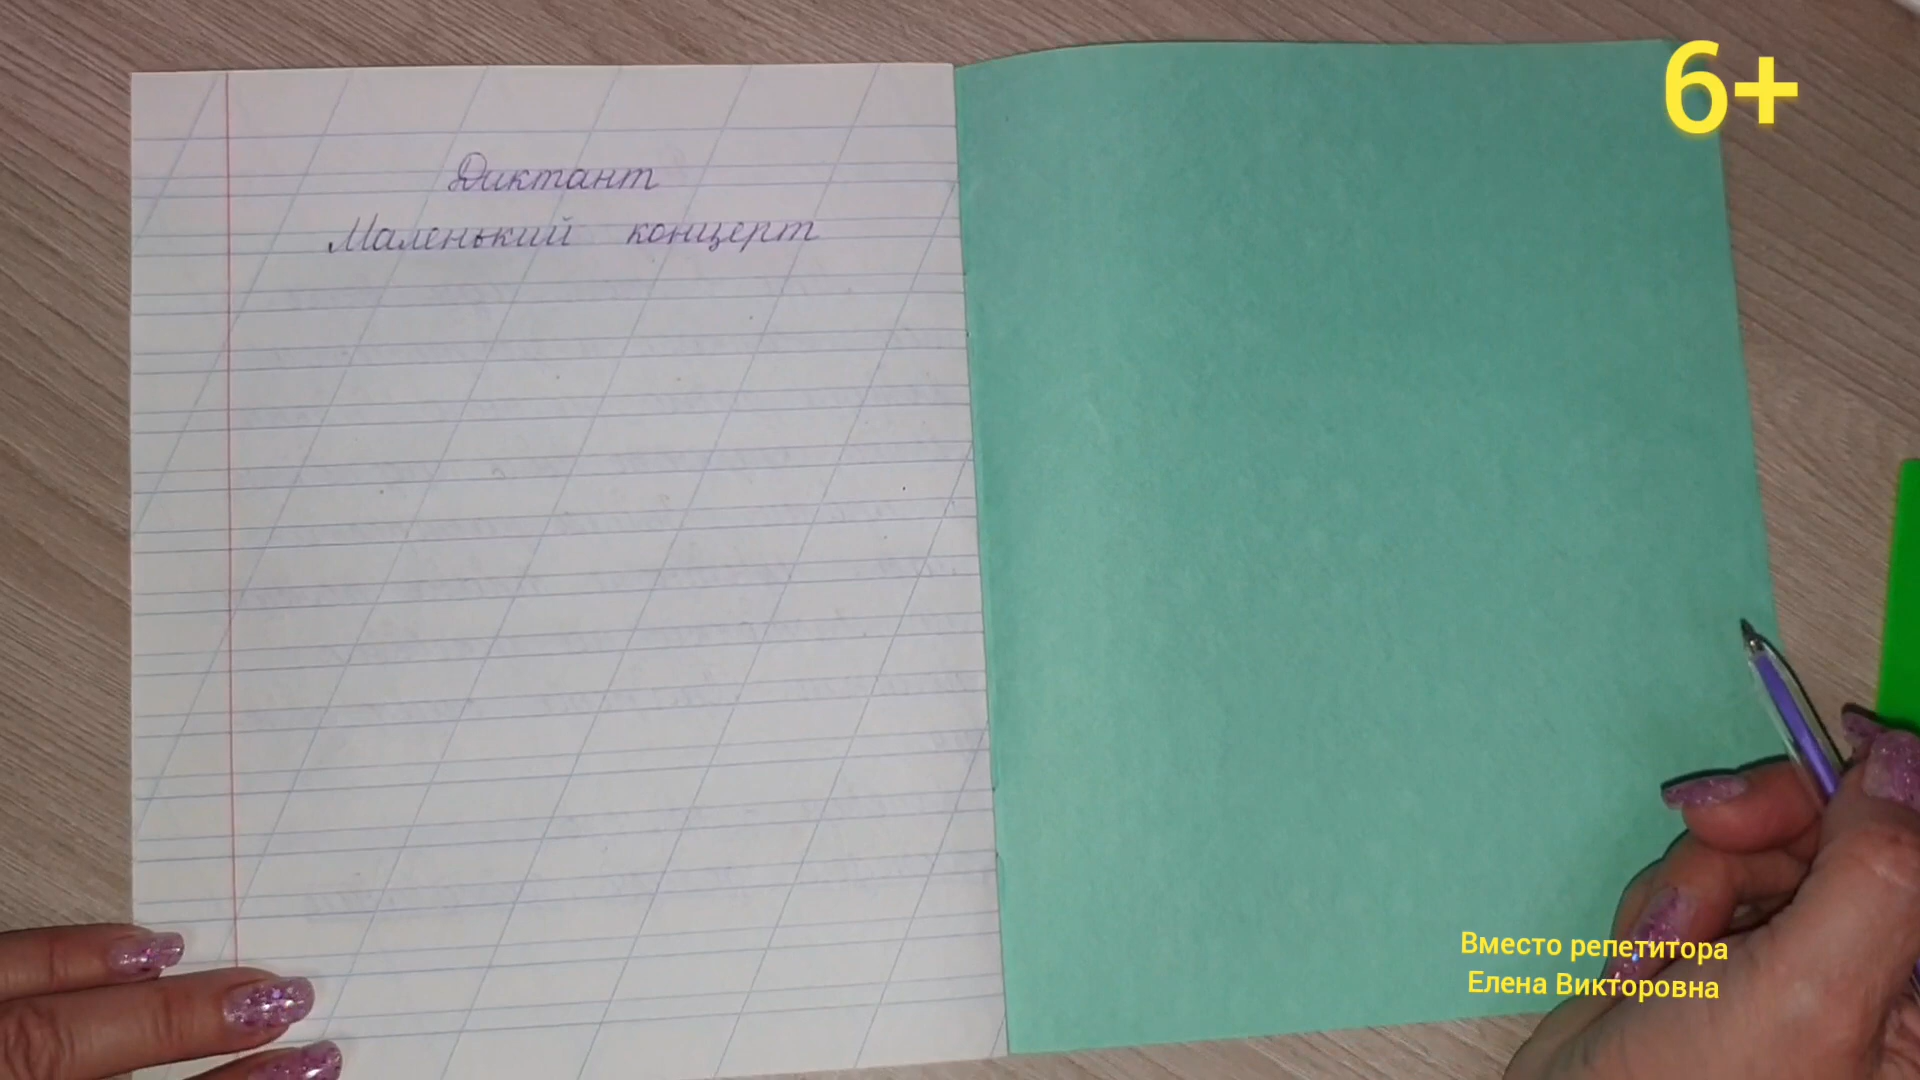 6+
Диктант
Маленький концерт
Вместо репетитора
Елена Викторовна